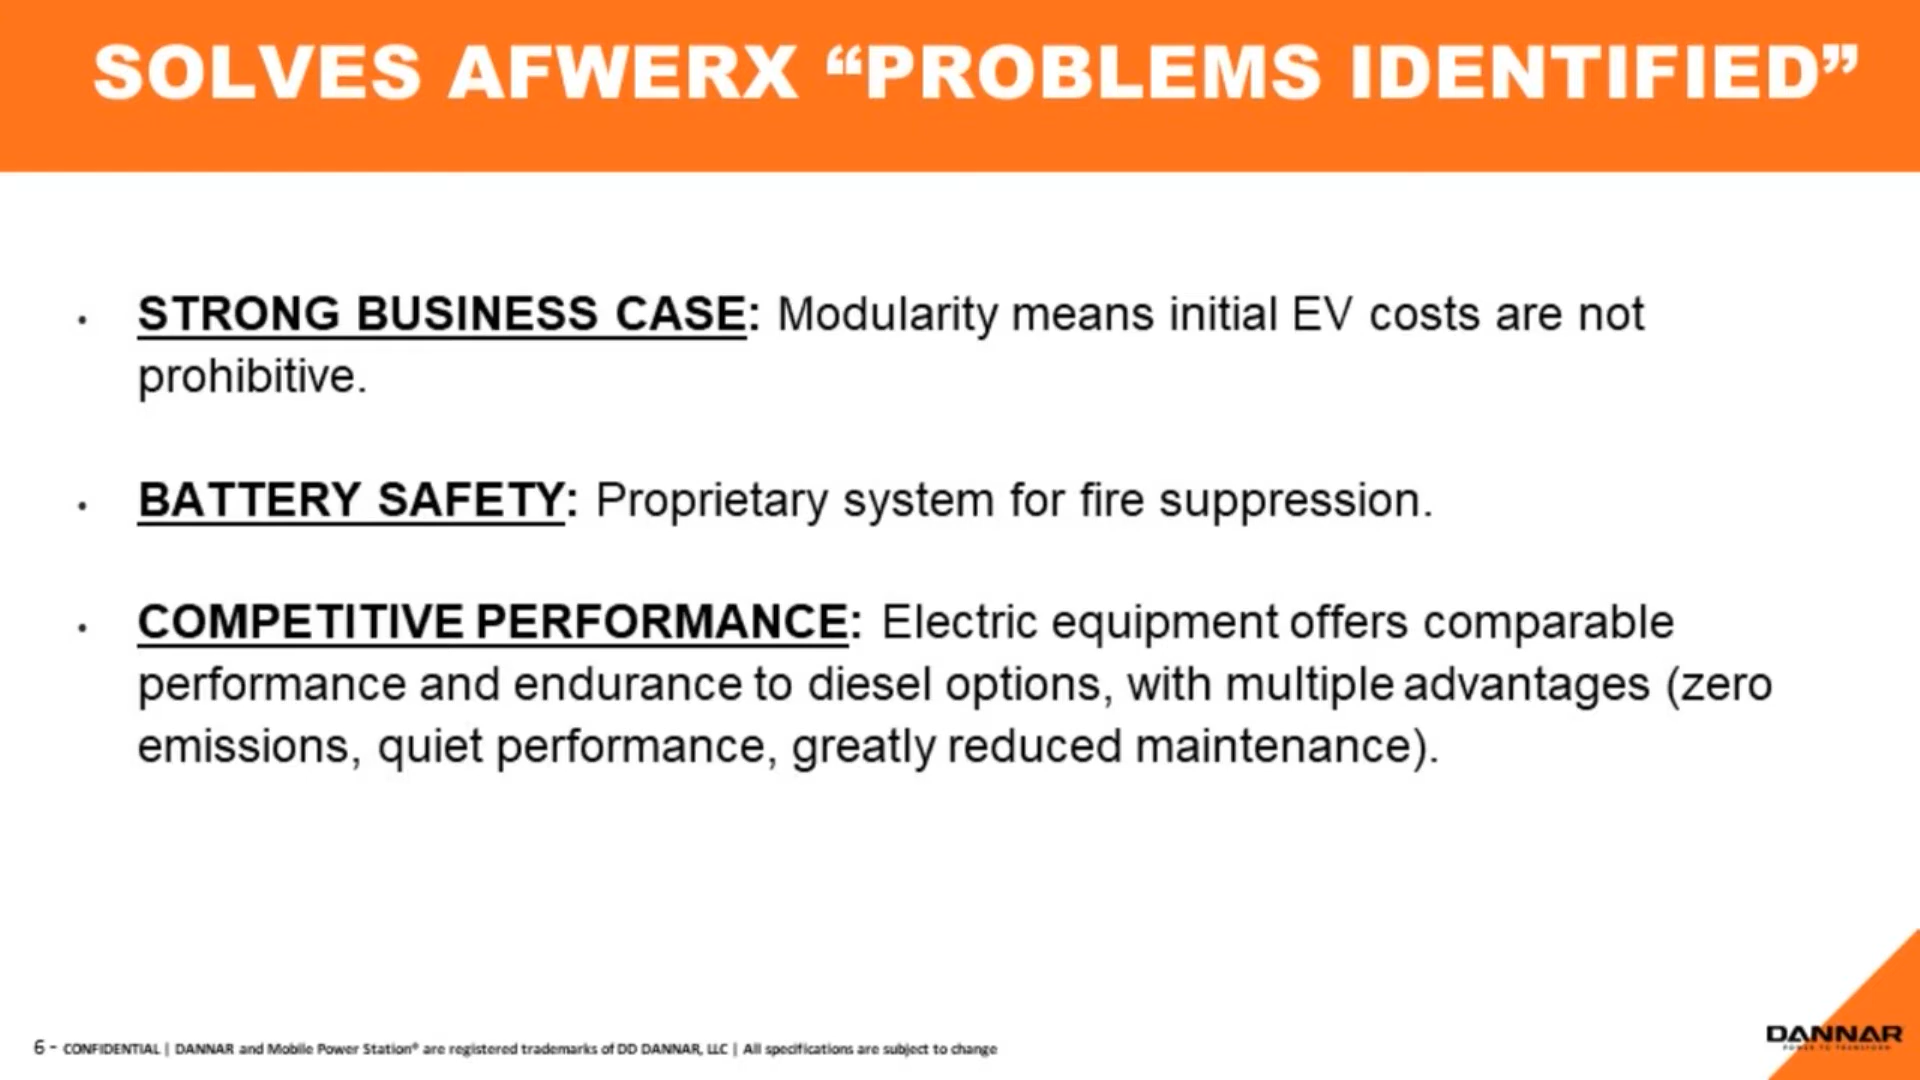 SOLVES AFWERX “PROBLEMS IDENTIFIED”
• STRONG BUSINESS CASE: Modularity means initial EV costs are not
prohibitive.
• BATTERY SAFETY: Proprietary system for fire suppression.
• COMPETITIVE PERFORMANCE: Electric equipment offers comparable
performance and endurance to diesel options, with multiple advantages (zero
emissions, quiet performance, greatly reduced maintenance).
6 - CONFIDENTIAL | DANNAR and Mobile Power Station® are registered trademarks of DD DANNAR, LLC | All specifications are subject to change
DANNAR
POWER TO TRANSFORM